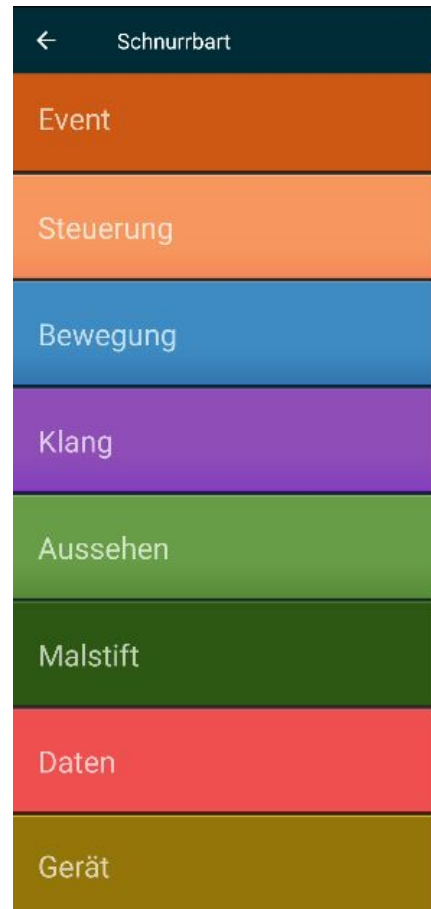 Schnurrbart
Event
Steuerung
Bewegung
Klang
Aussehen
Malstift
Daten
Gerät